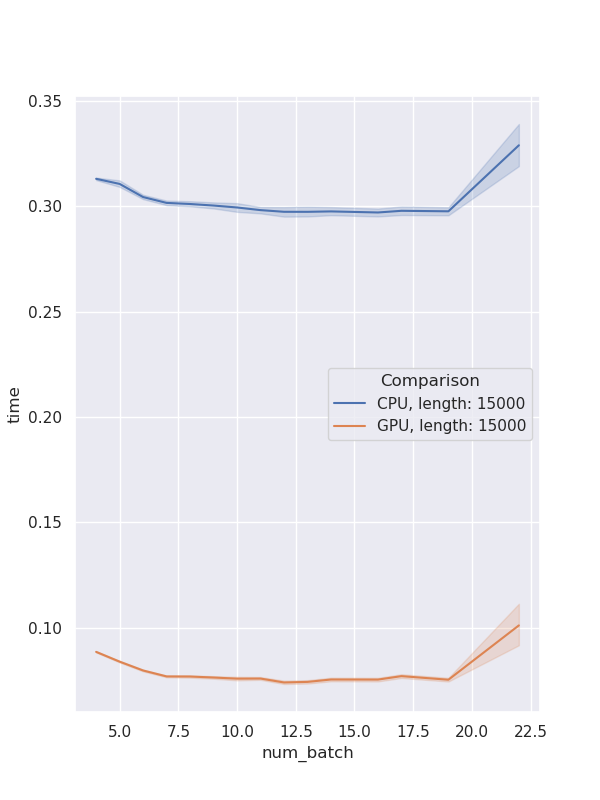 0.35
0.30
0.25
0.20
0.15
0.10
time
Comparison
CPU, length: 15000
GPU, length: 15000
5.0 7.5 10.0 12.5 15.0 17.5 20.0 22.5
num_batch